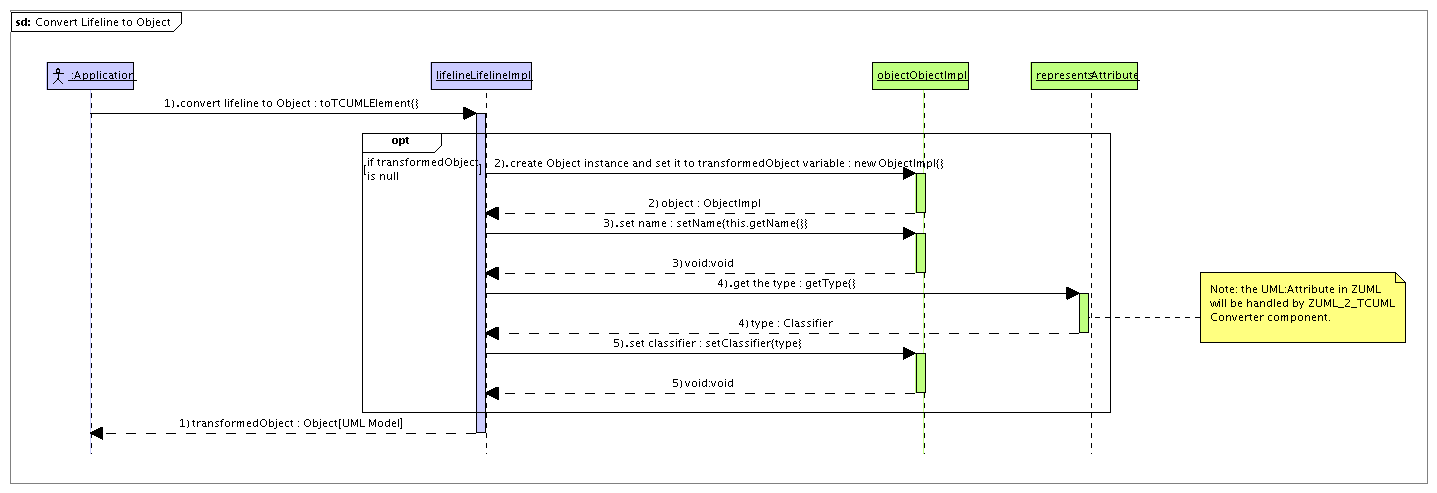 sd: Convert Lifeline to Object
:Application
lifelineLifelineImpl
objectObjectImpl
representsAttribute
1).convert lifeline to Object : toTCUMLElement{}
opt
[if transformedObject
is null]
2).create Object instance and set it to transformedObject variable : new ObjectImpl{}
2) object : ObjectImpl
3).set name : setName{this.getName{}}
3) void:void
4).get the type : getType{}
Note: the UML:Attribute in ZUML
will be handled by ZUML_2_TCUML
Converter component.
4) type : Classifier
5).set classifier : setClassifier{type}
5) void:void
1) transformedObject : Object[UML Model]